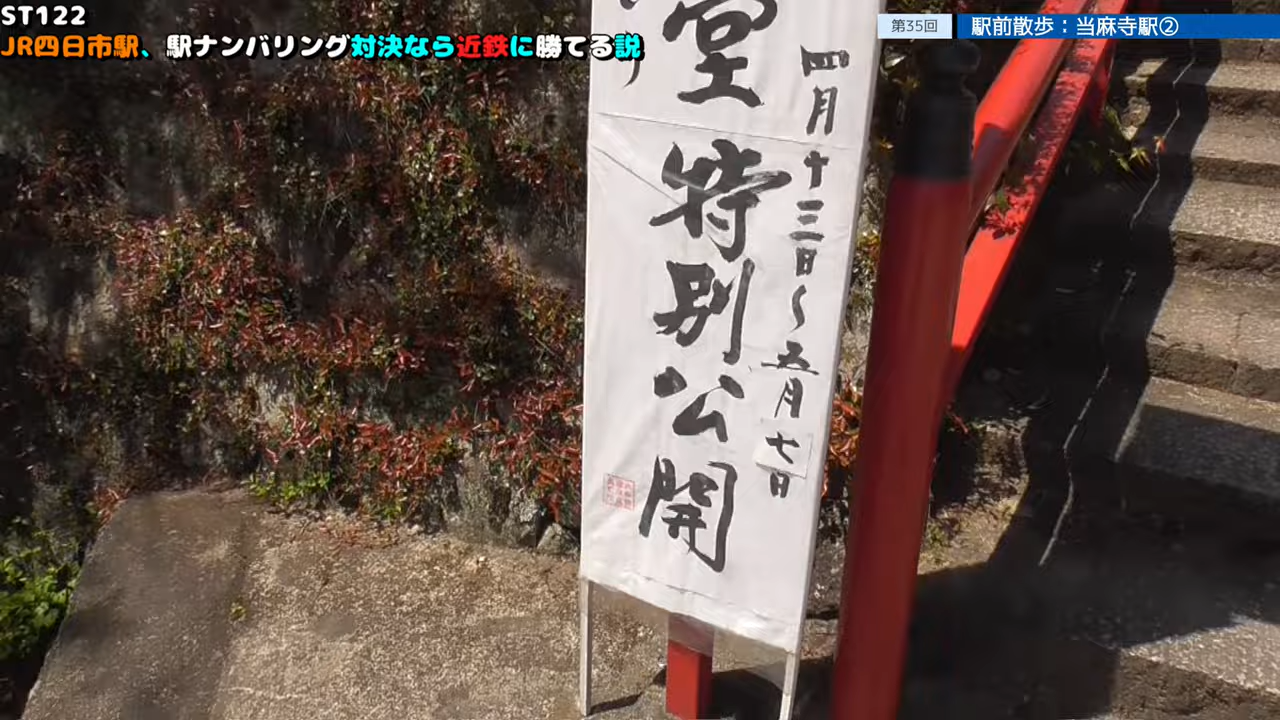 ST122
JR四日市駅、駅ナンバリング対決なら近鉄に勝てる説
第35回
駅前散歩：当麻寺駅②
四月十三日〜五月七日
堂特別公開